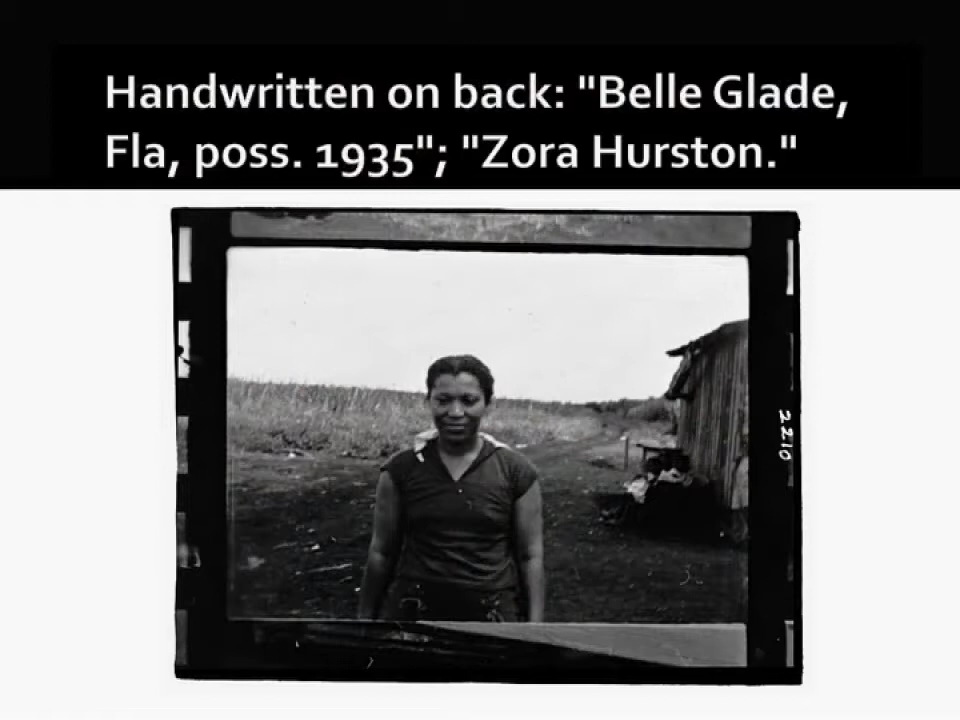 Handwritten on back: "Belle Glade,
Fla, poss. 1935"; "Zora Hurston."
2210